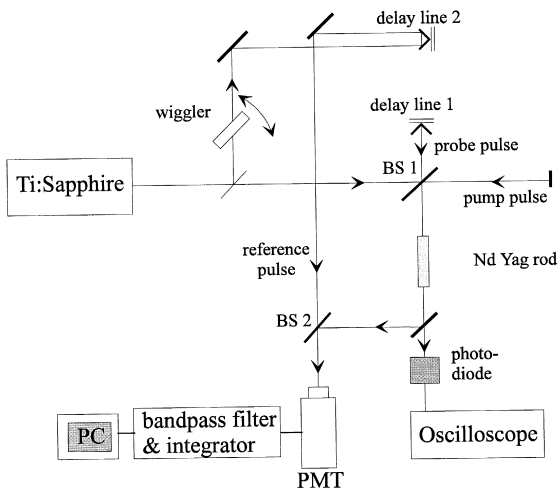 delay line 2
wiggler
delay line 1
probe pulse
BS 1
Ti:Sapphire
pump pulse
reference
pulse
Nd Yag rod
BS 2
photo-
diode
PC
bandpass filter
& integrator
Oscilloscope
PMT